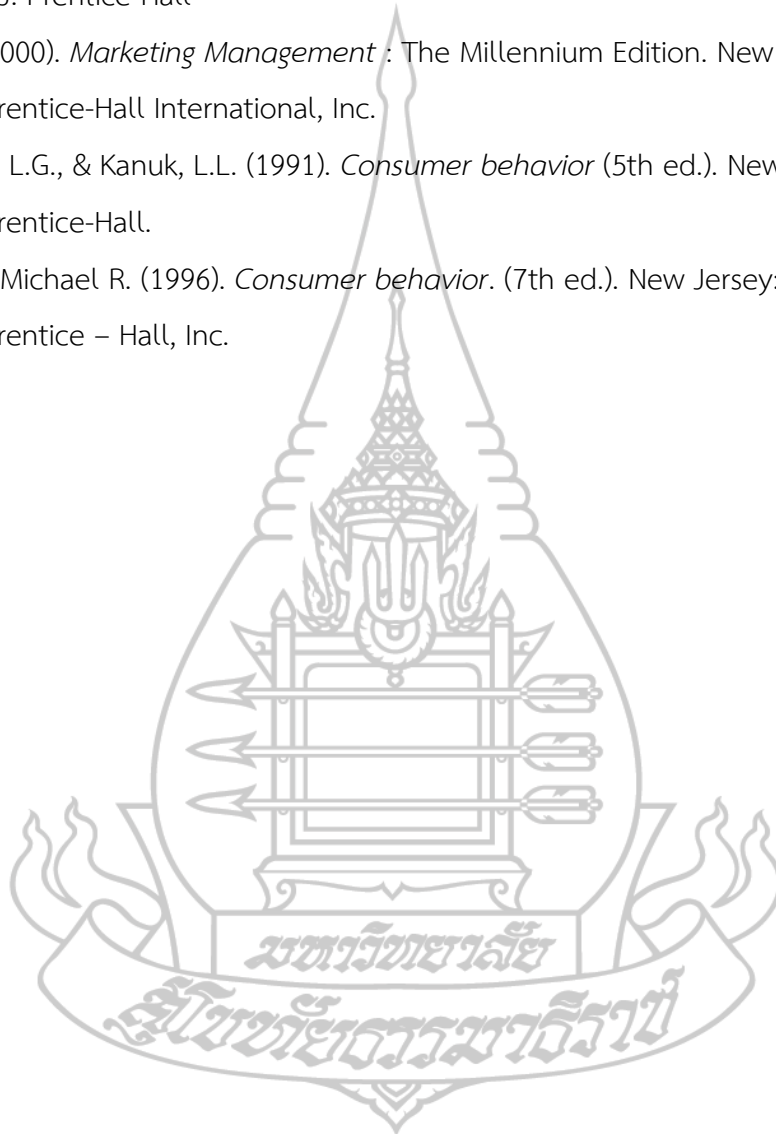 Prentice-Hall
000). Marketing Management : The Millennium Edition. New
rentice-Hall International, Inc.
L.G., & Kanuk, L.L. (1991). Consumer behavior (5th ed.). New
rentice-Hall.
Michael R. (1996). Consumer behavior. (7th ed.). New Jersey:
rentice – Hall, Inc.
มหาวิทยาลัย
สุโขทัยธรรมาธิราช